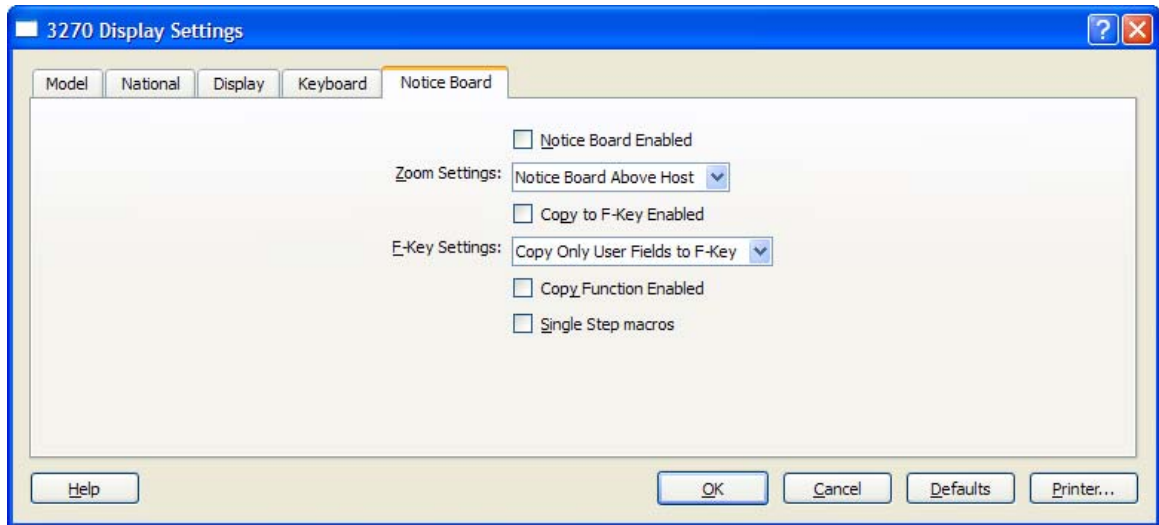 3270 Display Settings
Model National Display Keyboard Notice Board
Notice Board Enabled
Zoom Settings: Notice Board Above Host
Copy to F-Key Enabled
F-Key Settings: Copy Only User Fields to F-Key
Copy Function Enabled
Single Step macros
Help OK Cancel Defaults Printer...